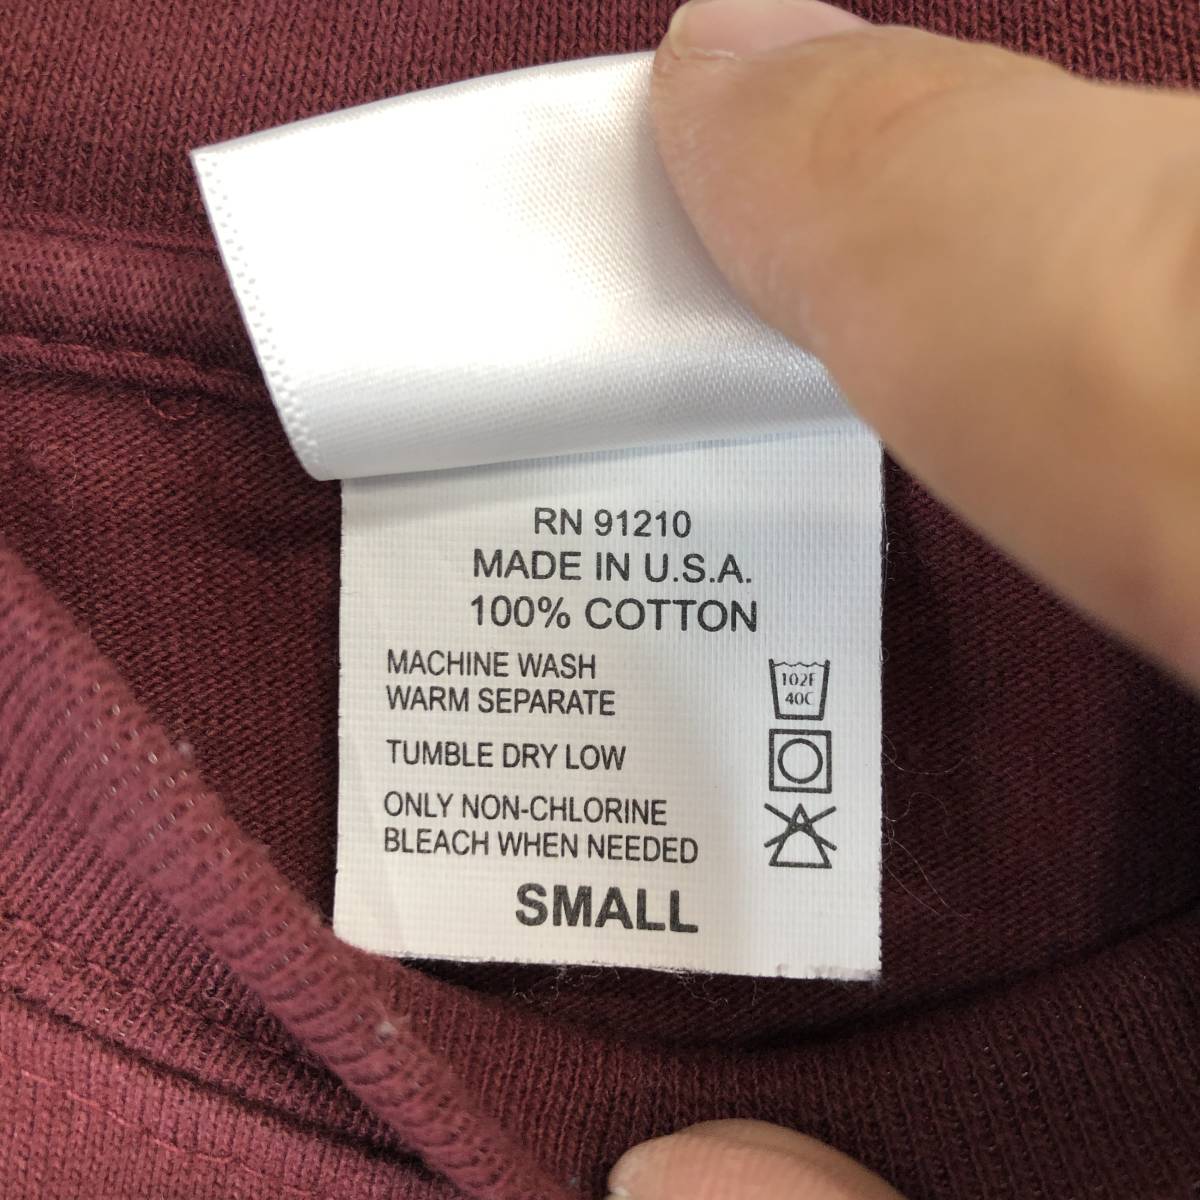 RN 91210
MADE IN U.S.A.
100% COTTON
MACHINE WASH
WARM SEPARATE
102F
40C
TUMBLE DRY LOW
ONLY NON-CHLORINE
BLEACH WHEN NEEDED
SMALL